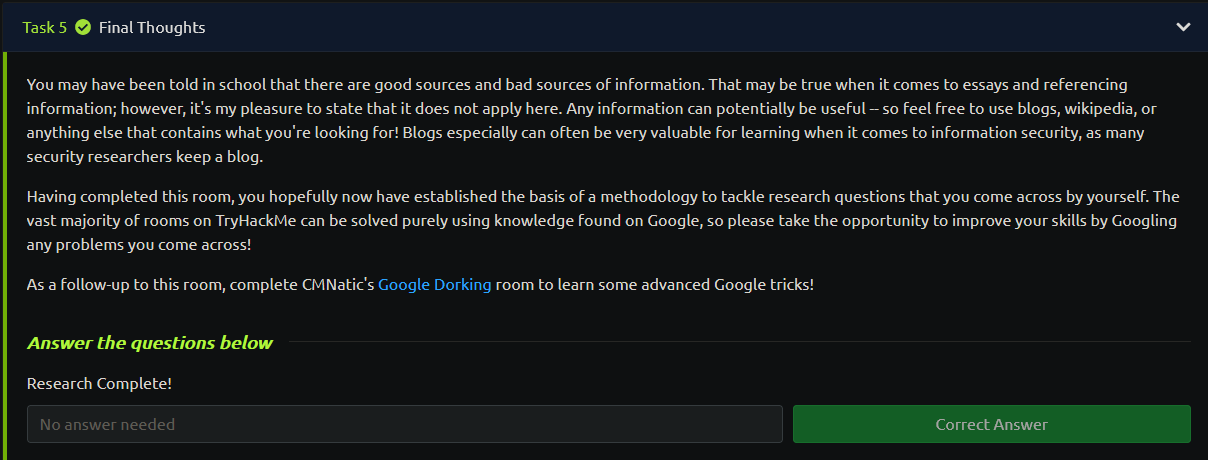 Task 5 Final Thoughts
You may have been told in school that there are good sources and bad sources of information. That may be true when it comes to essays and referencing
information; however, it's my pleasure to state that it does not apply here. Any information can potentially be useful -- so feel free to use blogs, wikipedia, or
anything else that contains what you're looking for! Blogs especially can often be very valuable for learning when it comes to information security, as many
security researchers keep a blog.
Having completed this room, you hopefully now have established the basis of a methodology to tackle research questions that you come across by yourself. The
vast majority of rooms on TryHackMe can be solved purely using knowledge found on Google, so please take the opportunity to improve your skills by Googling
any problems you come across!
As a follow-up to this room, complete CMNatic's Google Dorking room to learn some advanced Google tricks!
Answer the questions below
Research Complete!
No answer needed
Correct Answer